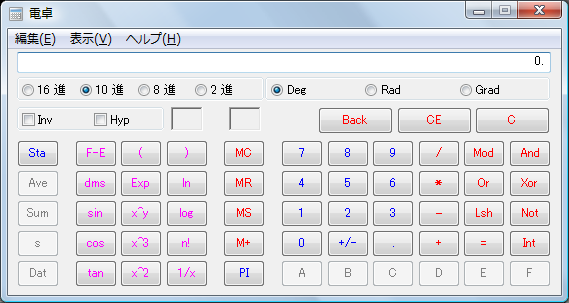 電卓
編集(E) 表示(V) ヘルプ(H)
0.
16 進 10 進 8 進 2 進 Deg Rad Grad
Inv Hyp Back CE C
Sta F-E ( ) MC 7 8 9 / Mod And
Ave dms Exp ln MR 4 5 6 * Or Xor
Sum sin x^y log MS 1 2 3 - Lsh Not
s cos x^3 n! M+ 0 +/- . + = Int
Dat tan x^2 1/x PI A B C D E F